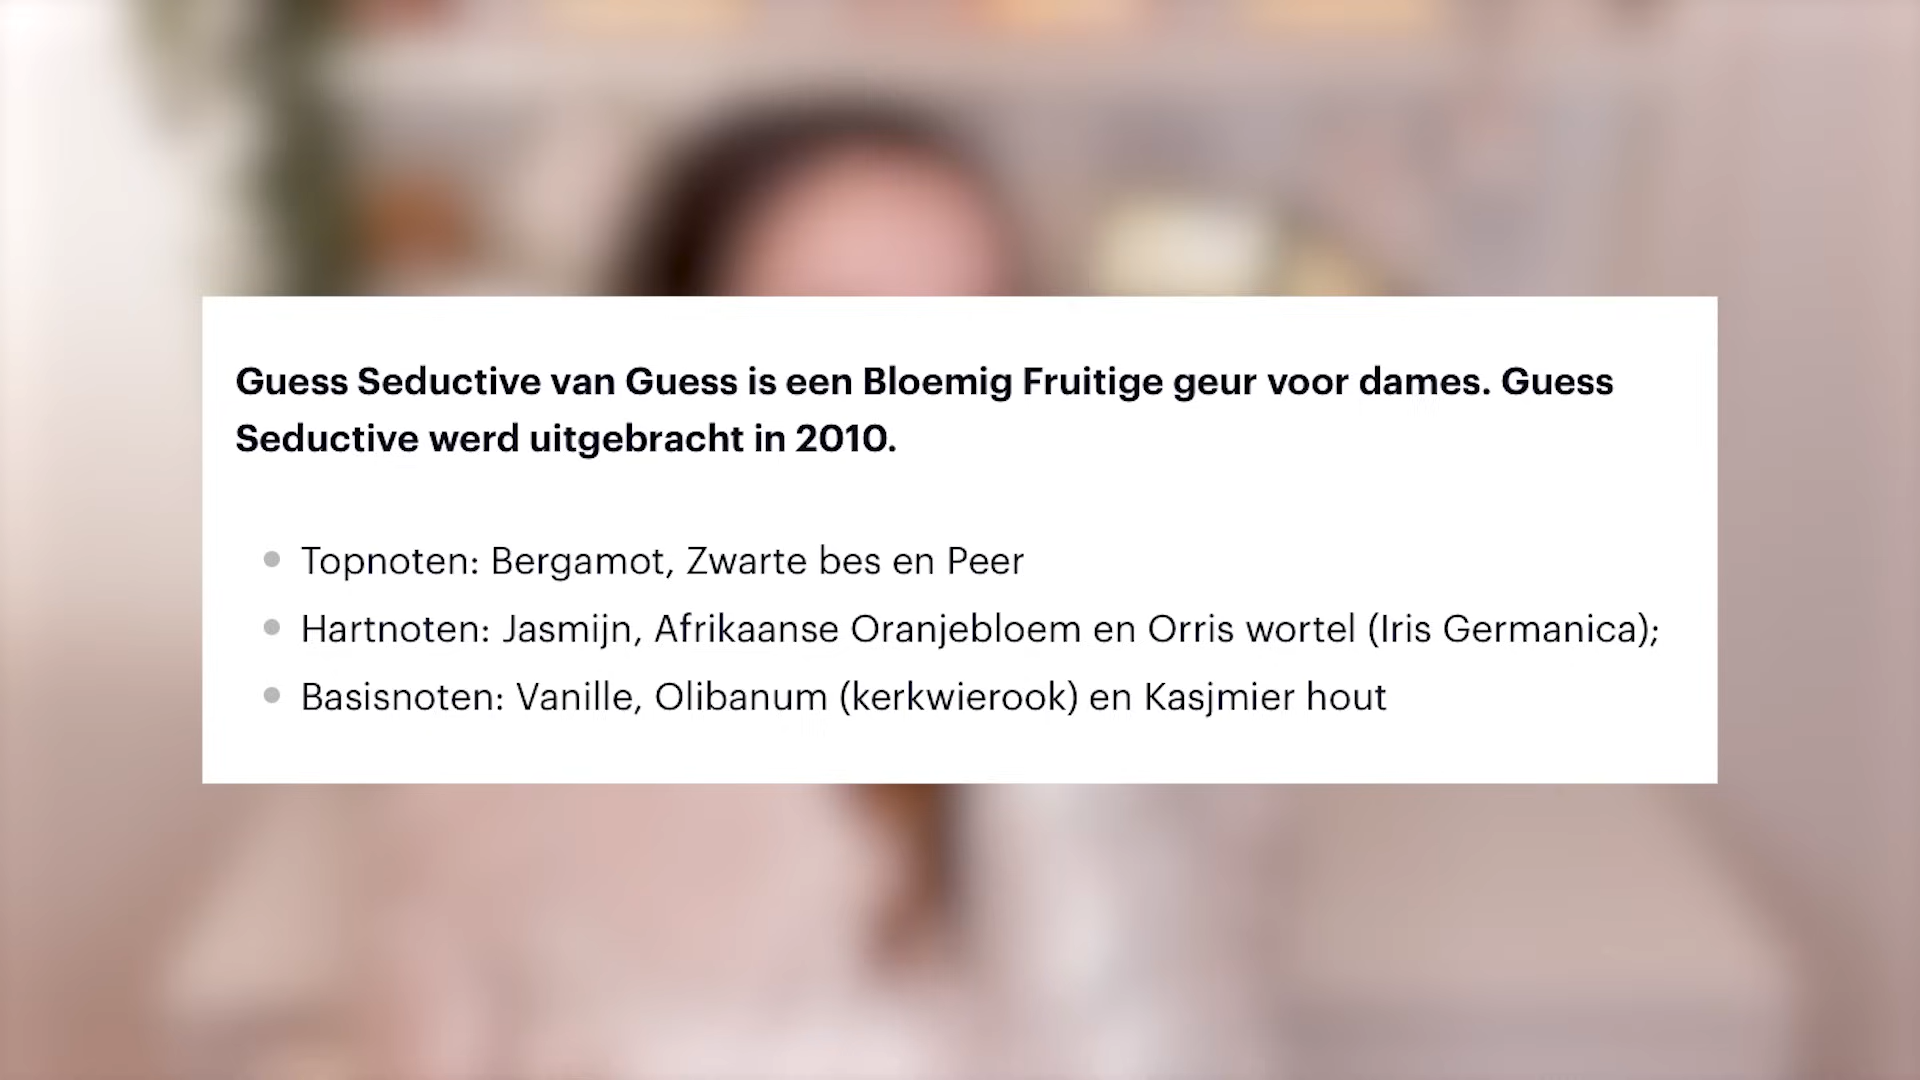 Guess Seductive van Guess is een Bloemig Fruitige geur voor dames. Guess
Seductive werd uitgebracht in 2010.
Topnoten: Bergamot, Zwarte bes en Peer
Hartnoten: Jasmijn, Afrikaanse Oranjebloem en Orris wortel (Iris Germanica);
Basisnoten: Vanille, Olibanum (kerkwierook) en Kasjmier hout